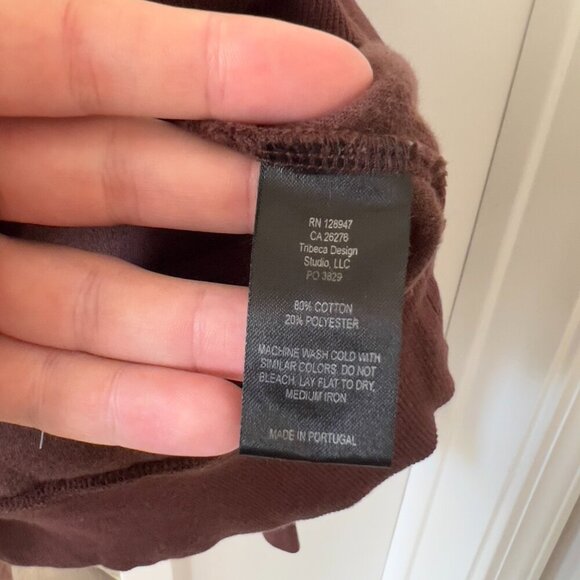 RN 128947
CA 26278
Tribeca Design
Studio, LLC
PO 3829
80% COTTON
20% POLYESTER
MACHINE WASH COLD WITH
SIMILAR COLORS. DO NOT
BLEACH. LAY FLAT TO DRY.
MEDIUM IRON
MADE IN PORTUGAL